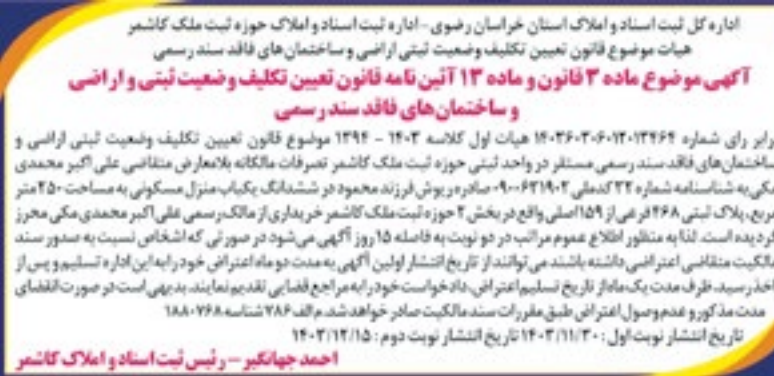 اداره کل ثبت اسناد و املاک استان خراسان رضوی - اداره ثبت اسناد و املاک حوزه ثبت ملک کاشمر
هیات موضوع قانون تعیین تکلیف وضعیت ثبتی اراضی و ساختمان‌های فاقد سند رسمی
آگهی موضوع ماده ۳ قانون و ماده ۱۳ آئین نامه قانون تعیین تکلیف وضعیت ثبتی و اراضی
و ساختمان‌های فاقد سند رسمی
رابر رای شماره ۱۴۰۳۶۰۳۰۶۰۱۳۰۱۳۴۶۴ هیات اول کلاسه ۱۴۰۳ - ۱۳۹۴ موضوع قانون تعیین تکلیف وضعیت ثبتی اراضی و
ساختمان‌های فاقد سند رسمی مستقر در واحد ثبتی حوزه ثبت ملک کاشمر تصرفات مالکانه بلامعارض متقاضی علی اکبر محمدی
مکی به شناسنامه شماره ۲۲ کدملی ۰۹۰۰۶۳۱۹۰۲ صادره ریوش فرزند محمود در ششدانگ یکباب منزل مسکونی به مساحت ۲۵۰ متر
مربع، پلاک ثبتی ۴۶۸ فرعی از ۱۵۹ اصلی واقع در بخش ۲ حوزه ثبت ملک کاشمر خریداری از مالک رسمی علی اکبر محمدی مکی محرز
گردیده است. لذا به منظور اطلاع عموم مراتب در دو نوبت به فاصله ۱۵ روز آگهی می‌شود در صورتی که اشخاص نسبت به صدور سند
مالکیت متقاضی اعتراضی داشته باشند می‌توانند از تاریخ انتشار اولین آگهی به مدت دو ماه اعتراض خود را به این اداره تسلیم و پس از
اخذ رسید، ظرف مدت یک ماه از تاریخ تسلیم اعتراض، دادخواست خود را به مراجع قضایی تقدیم نمایند. بدیهی است در صورت انقضای
مدت مذکور و عدم وصول اعتراض طبق مقررات سند مالکیت صادر خواهد شد. م الف ۷۸۶ شناسه ۱۸۸۰۷۶۸
تاریخ انتشار نوبت اول : ۱۴۰۳/۱۱/۳۰ تاریخ انتشار نوبت دوم : ۱۴۰۳/۱۲/۱۵
احمد جهانگیر – رئیس ثبت اسناد و املاک کاشمر